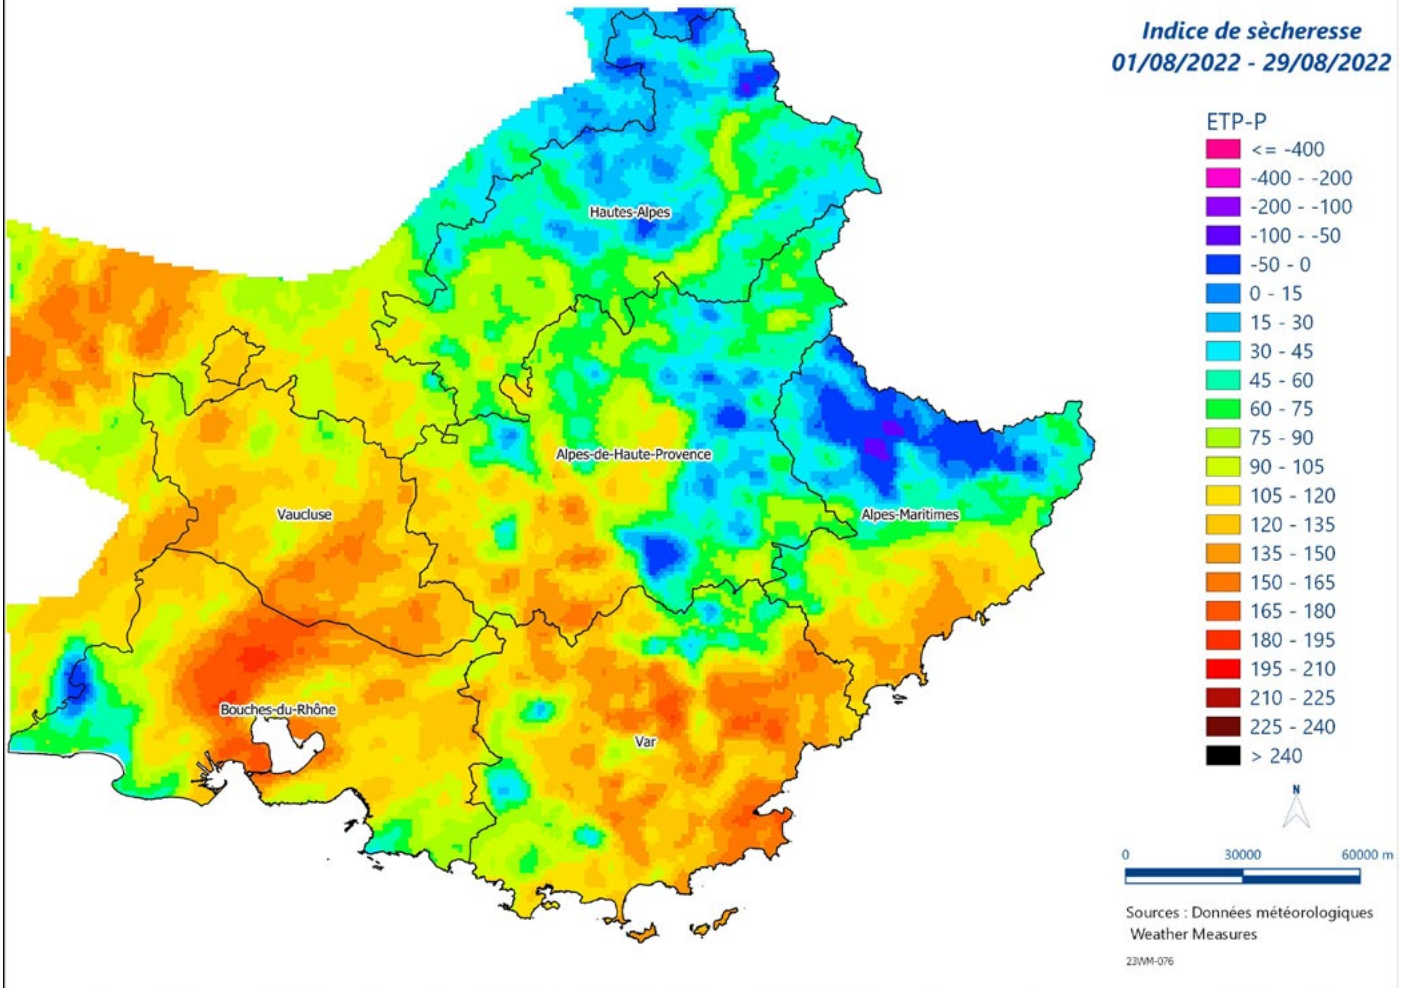 Indice de sècheresse
01/08/2022 - 29/08/2022
ETP-P
<= -400
-400 - -200
-200 - -100
-100 - -50
-50 - 0
0 - 15
15 - 30
30 - 45
45 - 60
60 - 75
75 - 90
90 - 105
105 - 120
120 - 135
135 - 150
150 - 165
165 - 180
180 - 195
195 - 210
210 - 225
225 - 240
> 240
Hautes-Alpes
Alpes-de-Haute-Provence
Vaucluse
Alpes-Maritimes
Bouches-du-Rhône
Var
N
0 30000 60000 m
Sources : Données météorologiques
Weather Measures
23WM-076